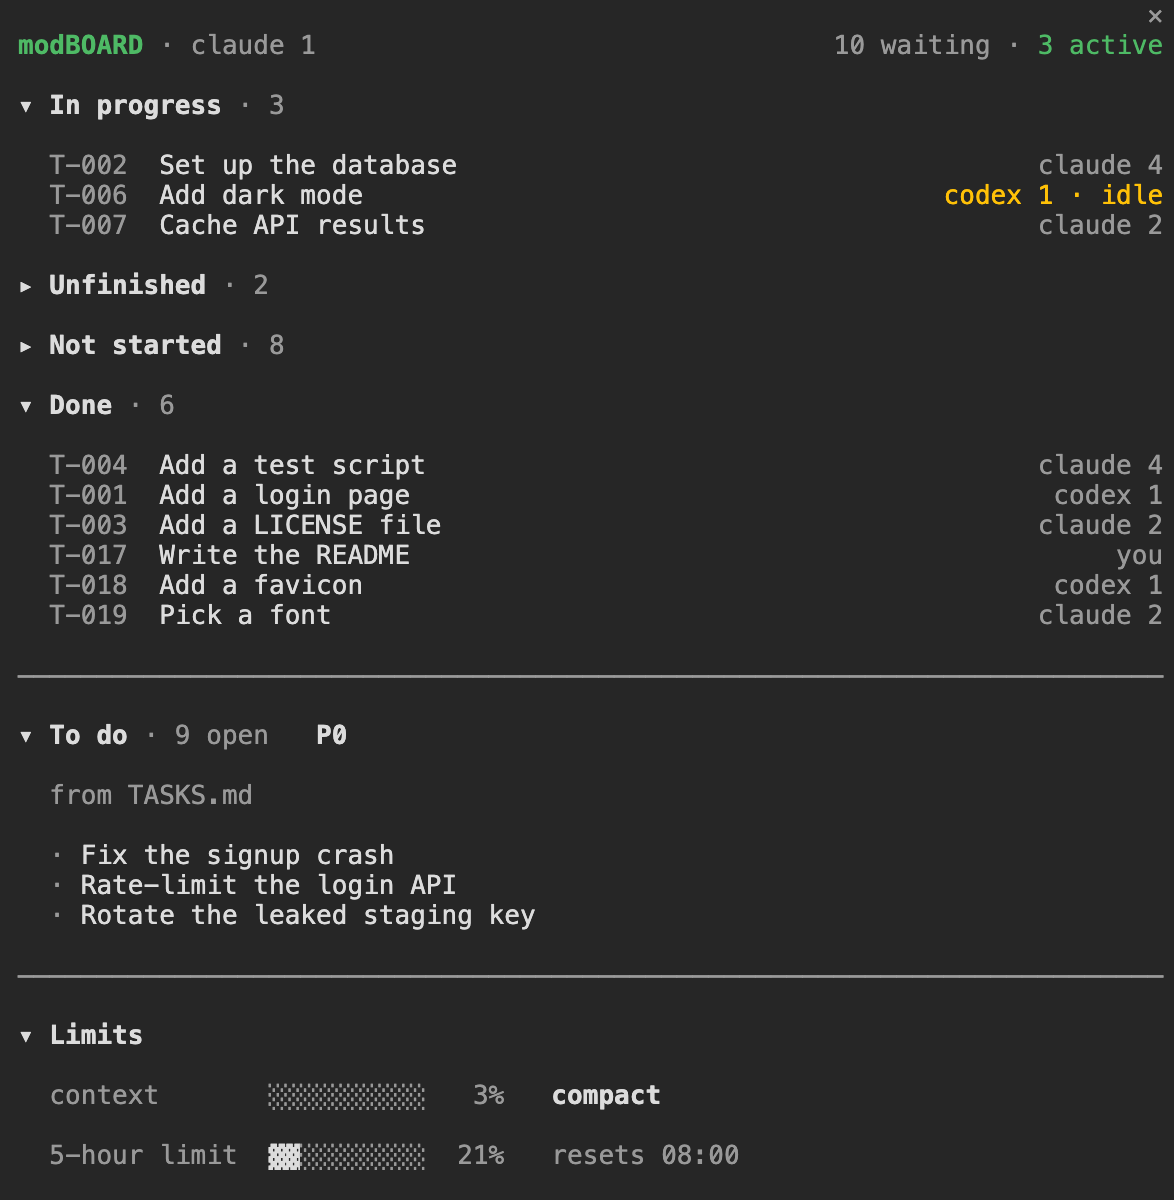 ×
modBOARD · claude 1 10 waiting · 3 active
▼ In progress · 3
T-002 Set up the database claude 4
T-006 Add dark mode codex 1 · idle
T-007 Cache API results claude 2
▶ Unfinished · 2
▶ Not started · 8
▼ Done · 6
T-004 Add a test script claude 4
T-001 Add a login page codex 1
T-003 Add a LICENSE file claude 2
T-017 Write the README you
T-018 Add a favicon codex 1
T-019 Pick a font claude 2
▼ To do · 9 open P0
from TASKS.md
· Fix the signup crash
· Rate-limit the login API
· Rotate the leaked staging key
▼ Limits
context 3% compact
5-hour limit 21% resets 08:00